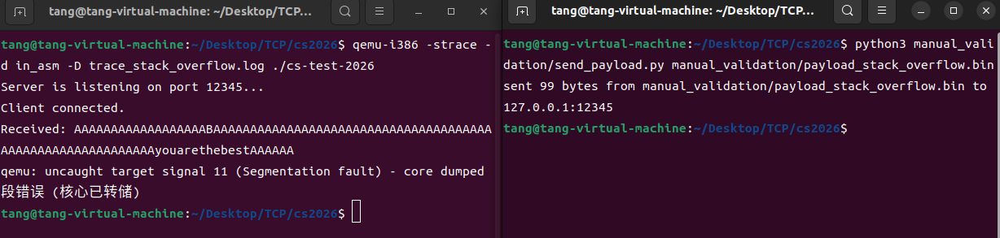 tang@tang-virtual-machine: ~/Desktop/TCP...
tang@tang-virtual-machine:~/Desktop/TCP/cs2026$ qemu-i386 -strace -
d in_asm -D trace_stack_overflow.log ./cs-test-2026
Server is listening on port 12345...
Client connected.
Received: AAAAAAAAAAAAAAAAAABAAAAAAAAAAAAAAAAAAAAAAAAAAAAAAAAAAAAAA
AAAAAAAAAAAAAAAAAAAAAyouarethebestAAAAAA
qemu: uncaught target signal 11 (Segmentation fault) - core dumped
段错误 (核心已转储)
tang@tang-virtual-machine:~/Desktop/TCP/cs2026$
tang@tang-virtual-machine: ~/Desktop/TCP...
tang@tang-virtual-machine:~/Desktop/TCP/cs2026$ python3 manual_vali
dation/send_payload.py manual_validation/payload_stack_overflow.bin
sent 99 bytes from manual_validation/payload_stack_overflow.bin to
127.0.0.1:12345
tang@tang-virtual-machine:~/Desktop/TCP/cs2026$